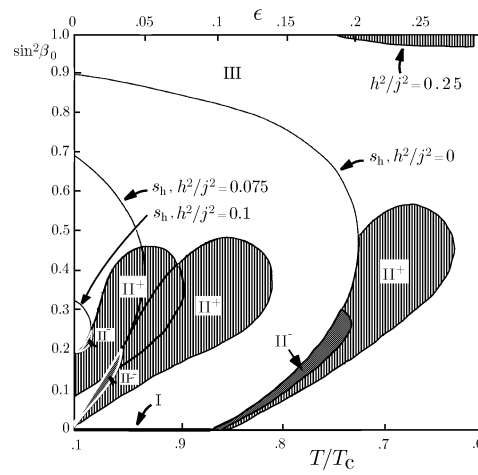 0 .05 .1 ϵ .15 .2 .25
sin²β₀
1.0
0.9
III
h²/j²=0.25
0.8
0.7
s_h, h²/j²=0
0.6
s_h, h²/j²=0.075
s_h, h²/j²=0.1
0.5
0.4
II⁺
II⁺
II⁺
0.3
II⁻
II⁻
0.2
II⁻
0.1
I
0
.1 .9 .8 .7 .6
T/T_C